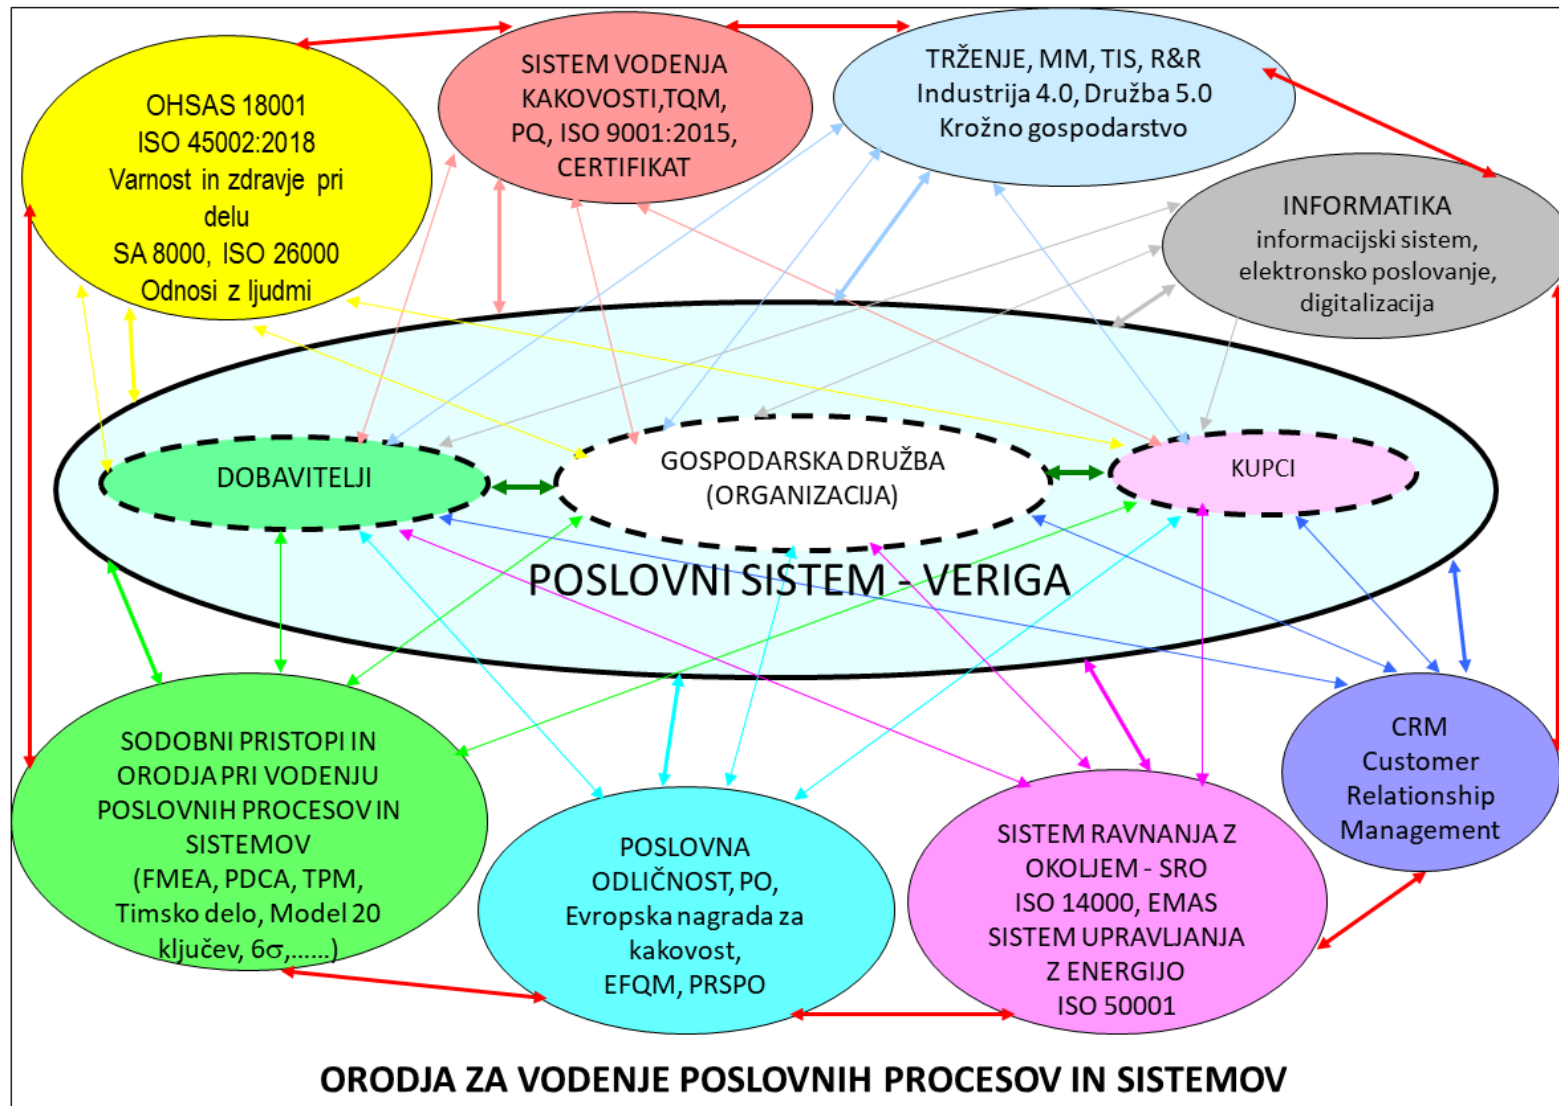 OHSAS 18001
ISO 45002:2018
Varnost in zdravje pri
delu
SA 8000, ISO 26000
Odnosi z ljudmi
SISTEM VODENJA
KAKOVOSTI,TQM,
PQ, ISO 9001:2015,
CERTIFIKAT
TRŽENJE, MM, TIS, R&R
Industrija 4.0, Družba 5.0
Krožno gospodarstvo
INFORMATIKA
informacijski sistem,
elektronsko poslovanje,
digitalizacija
DOBAVITELJI
GOSPODARSKA DRUŽBA
(ORGANIZACIJA)
KUPCI
POSLOVNI SISTEM - VERIGA
SODOBNI PRISTOPI IN
ORODJA PRI VODENJU
POSLOVNIH PROCESOV IN
SISTEMOV
(FMEA, PDCA, TPM,
Timsko delo, Model 20
ključev, 6σ,......)
POSLOVNA
ODLIČNOST, PO,
Evropska nagrada za
kakovost,
EFQM, PRSPO
SISTEM RAVNANJA Z
OKOLJEM - SRO
ISO 14000, EMAS
SISTEM UPRAVLJANJA
Z ENERGIJO
ISO 50001
CRM
Customer
Relationship
Management
ORODJA ZA VODENJE POSLOVNIH PROCESOV IN SISTEMOV